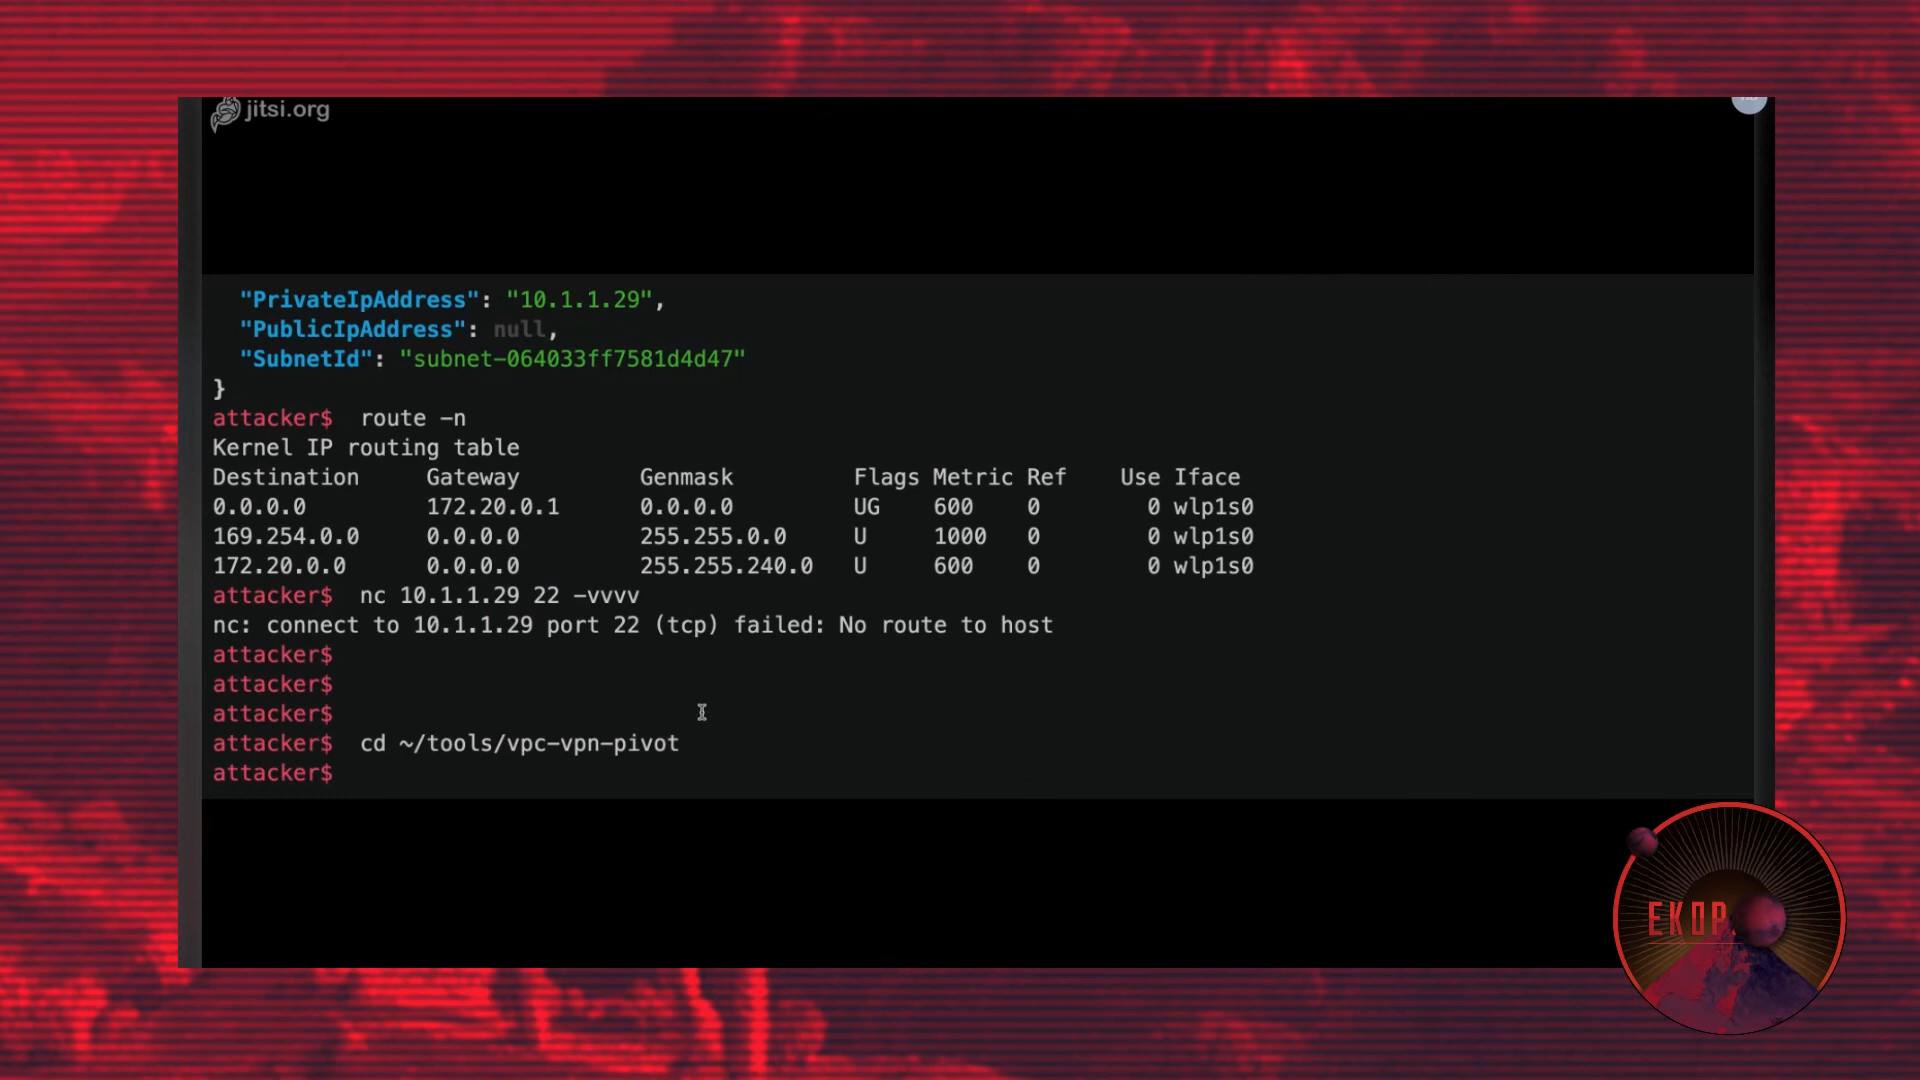 jitsi.org
"PrivateIpAddress": "10.1.1.29",
"PublicIpAddress": null,
"SubnetId": "subnet-064033ff7581d4d47"
}
attacker$  route -n
Kernel IP routing table
Destination     Gateway         Genmask         Flags Metric Ref    Use Iface
0.0.0.0         172.20.0.1      0.0.0.0         UG    600    0        0 wlp1s0
169.254.0.0     0.0.0.0         255.255.0.0     U     1000   0        0 wlp1s0
172.20.0.0      0.0.0.0         255.255.240.0   U     600    0        0 wlp1s0
attacker$  nc 10.1.1.29 22 -vvvv
nc: connect to 10.1.1.29 port 22 (tcp) failed: No route to host
attacker$
attacker$
attacker$
attacker$  cd ~/tools/vpc-vpn-pivot
attacker$
EKOP